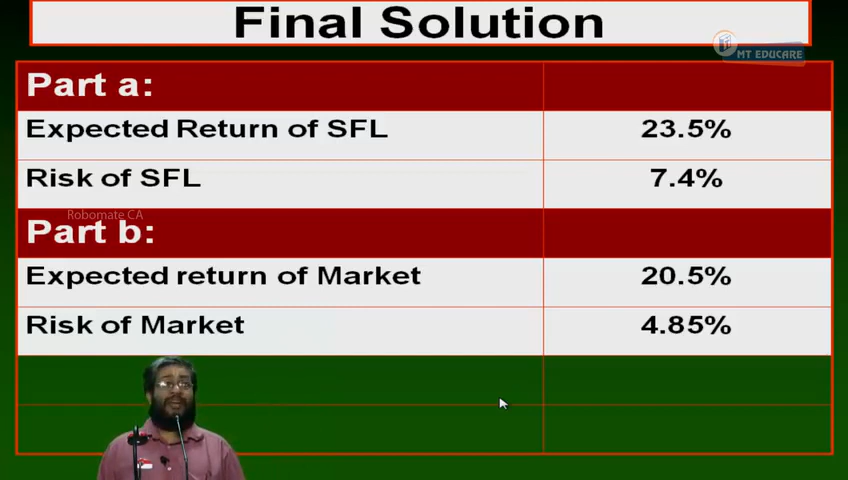 Final Solution
MT EDUCARE
Part a:
Expected Return of SFL 23.5%
Risk of SFL 7.4%
Robomate CA
Part b:
Expected return of Market 20.5%
Risk of Market 4.85%